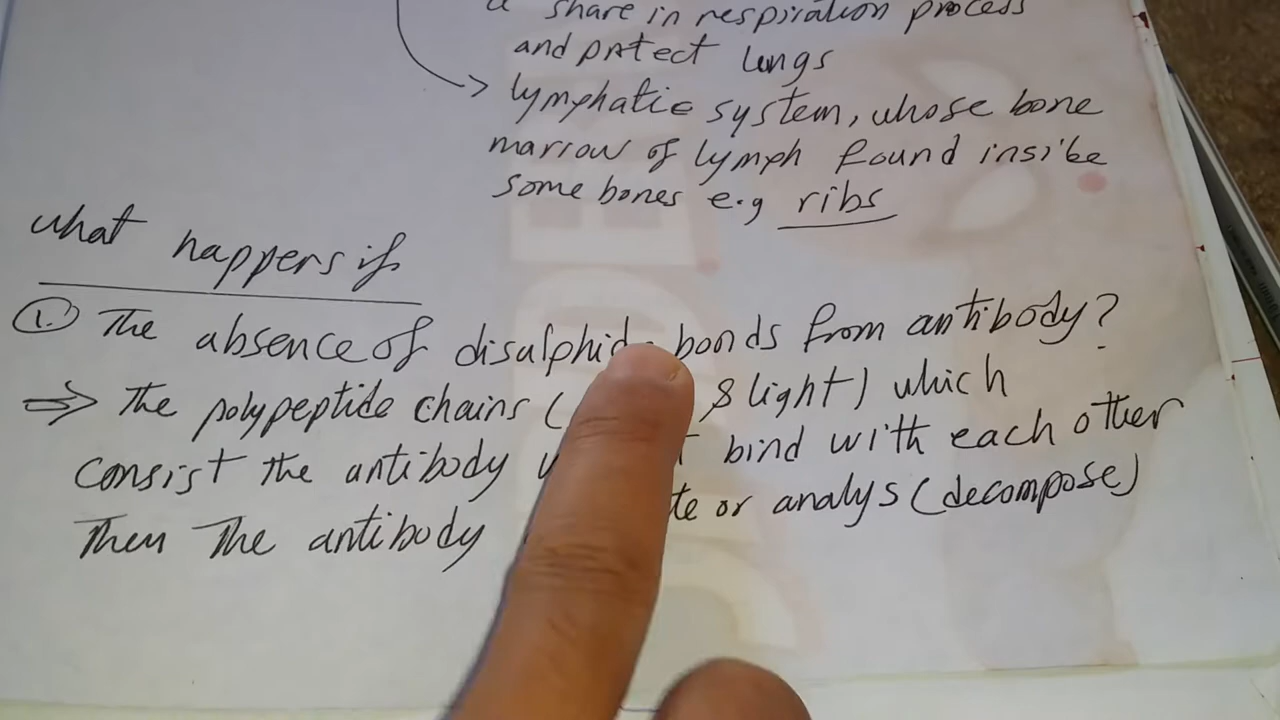 share in respiration process
and protect lungs
-> lymphatic system, whose bone
marrow of lymph found insibe
some bones e.g ribs
what happens if
1. The absence of disulphid bonds from antibody?
=> The polypeptide chains ( & light) which
consist the antibody bind with each other
Then The antibody or analys (decompose)